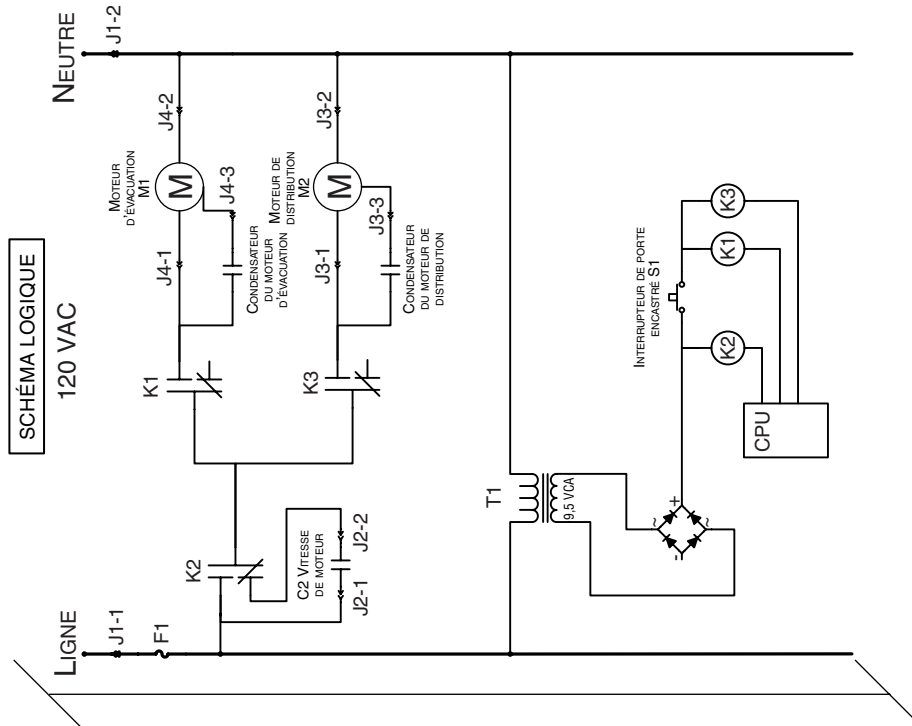 SCHÉMA LOGIQUE
120 VAC
LIGNE
J1-1
F1
NEUTRE
J1-2
K2
C2 VITESSE
DE MOTEUR
J2-1
J2-2
K1
J4-1
MOTEUR
D'ÉVACUATION
M1
M
J4-2
J4-3
CONDENSATEUR
DU MOTEUR
D'ÉVACUATION
K3
J3-1
MOTEUR DE
DISTRIBUTION
M2
M
J3-2
J3-3
CONDENSATEUR
DU MOTEUR DE
DISTRIBUTION
T1
9,5 VCA
~
+
-
~
INTERRUPTEUR DE PORTE
ENCASTRÉ S1
K2
K1
K3
CPU